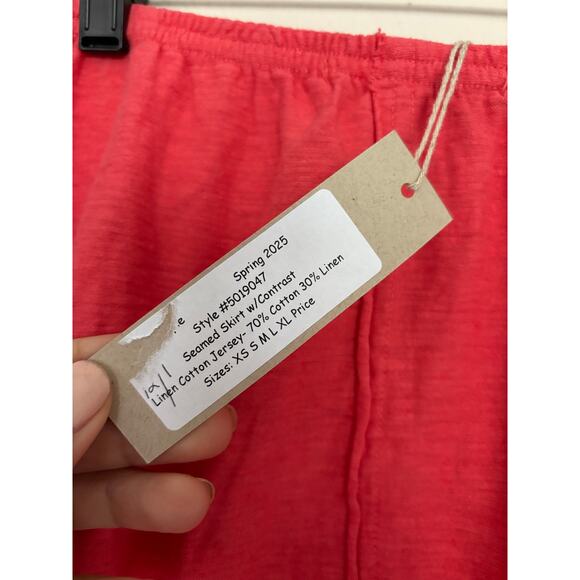 Spring 2025
Style #5019047
Seamed Skirt w/Contrast
Linen Cotton Jersey- 70% Cotton 30% Linen
Sizes: XS S M L XL Price